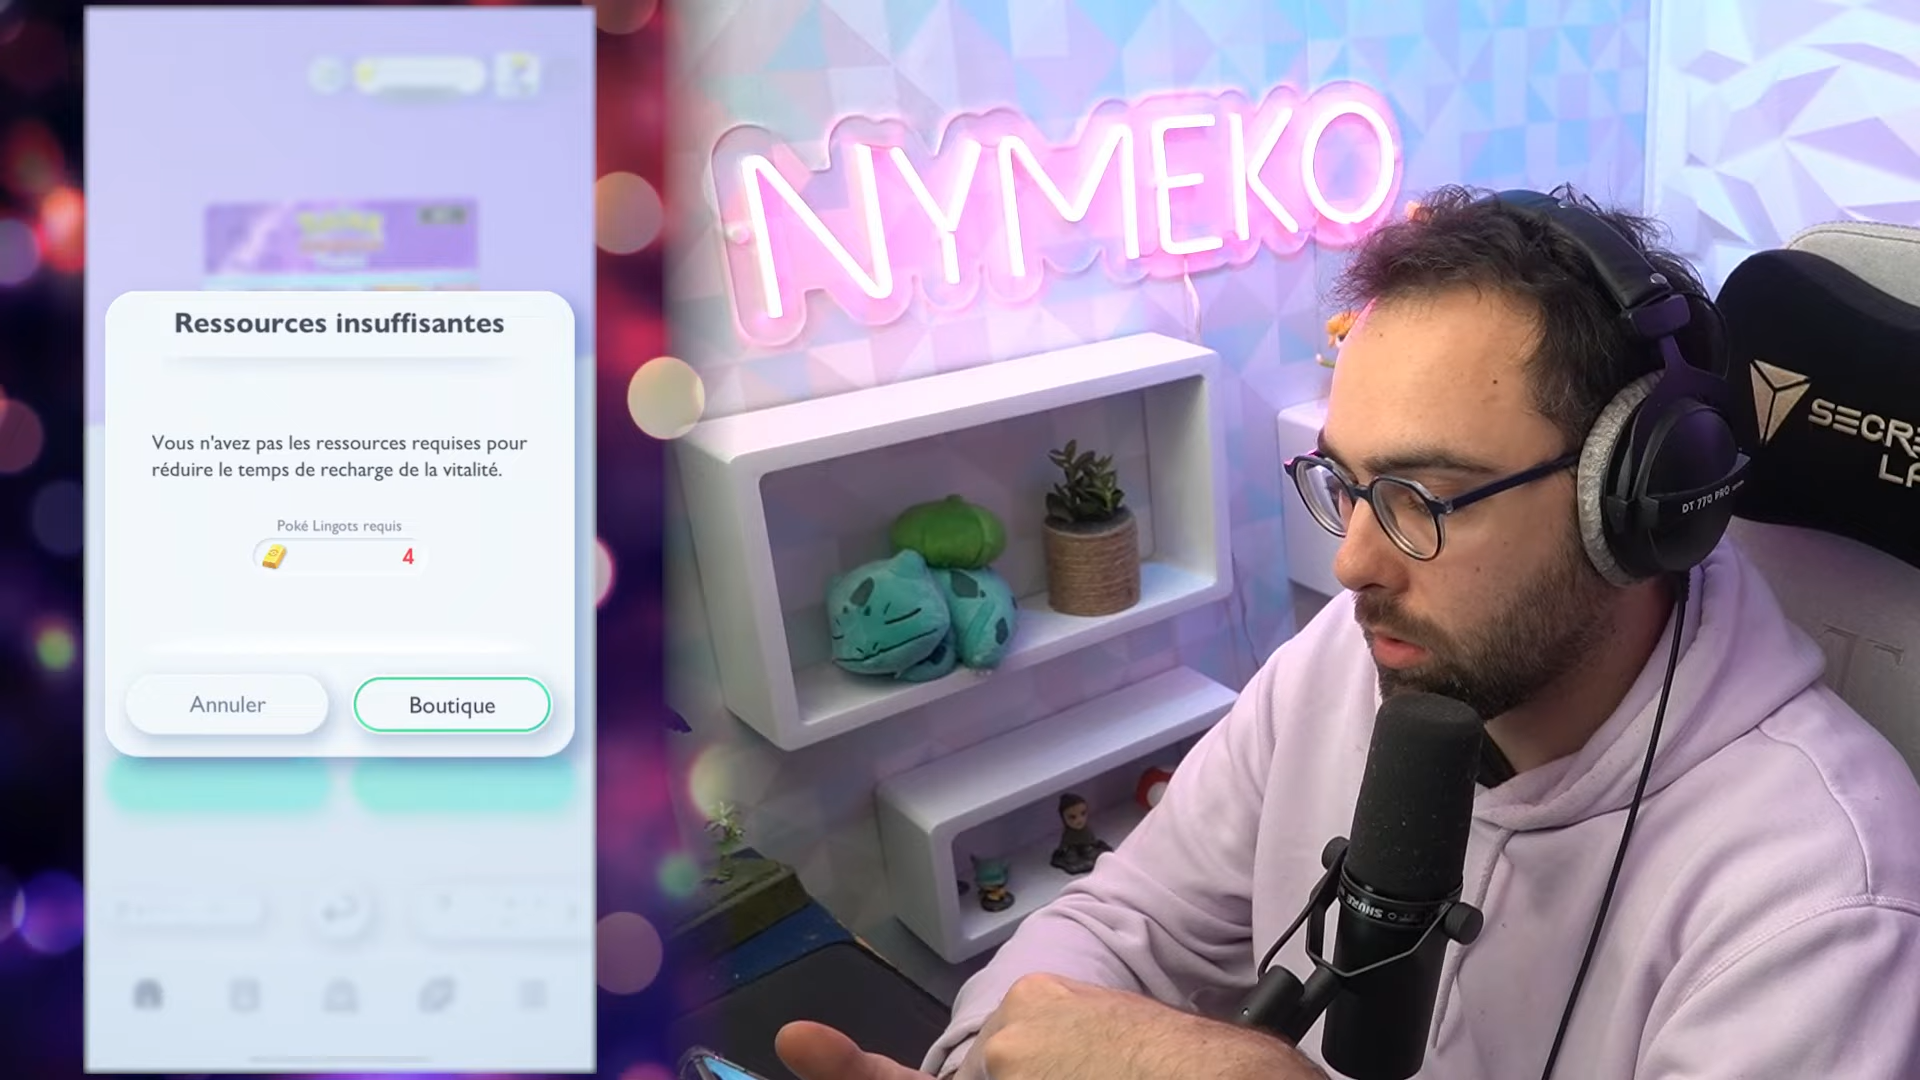 Ressources insuffisantes
Vous n'avez pas les ressources requises pour
réduire le temps de recharge de la vitalité.
Poké Lingots requis
4
Annuler
Boutique
NYMEKO
DT 770 PRO
SHURE